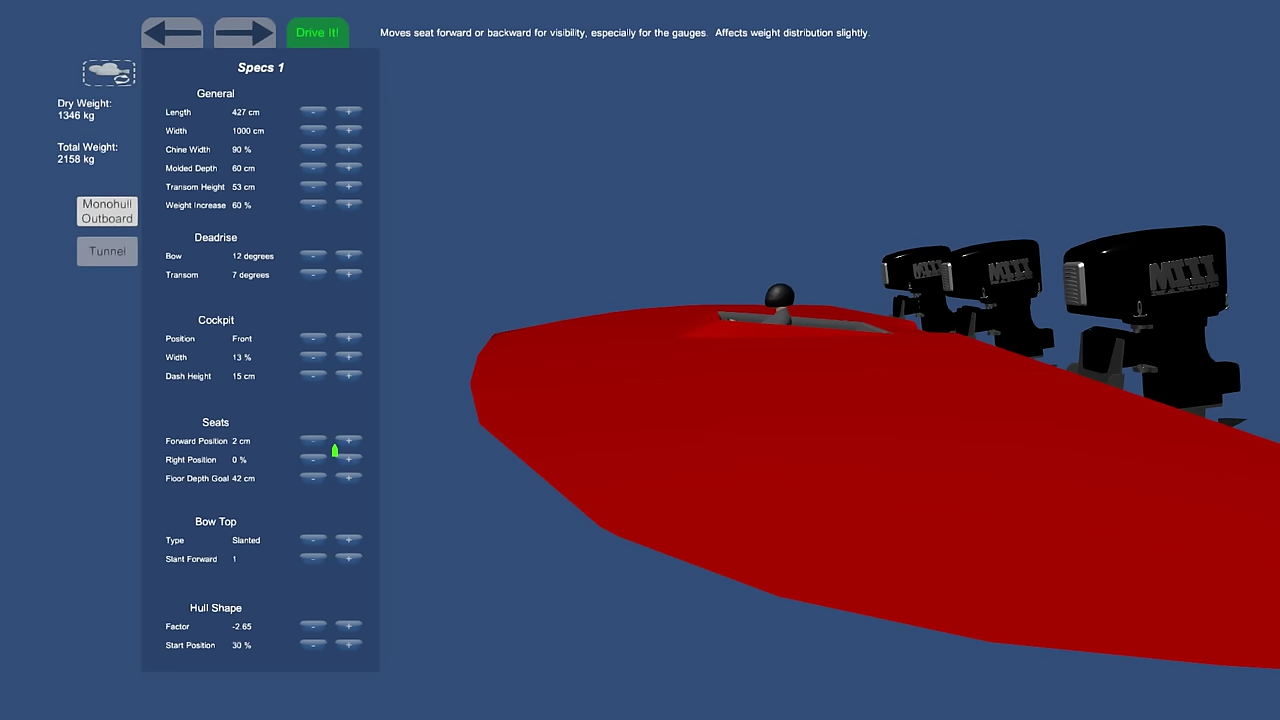 Drive It!
Moves seat forward or backward for visibility, especially for the gauges. Affects weight distribution slightly.
Specs 1
Dry Weight:
1346 kg
Total Weight:
2158 kg
Monohull
Outboard
Tunnel
General
Length 427 cm - +
Width 1000 cm - +
Chine Width 90 % - +
Molded Depth 60 cm - +
Transom Height 53 cm - +
Weight Increase 60 % - +
Deadrise
Bow 12 degrees - +
Transom 7 degrees - +
Cockpit
Position Front - +
Width 13 % - +
Dash Height 15 cm - +
Seats
Forward Position 2 cm - +
Right Position 0 % - +
Floor Depth Goal 42 cm - +
Bow Top
Type Slanted - +
Slant Forward 1 - +
Hull Shape
Factor -2.65 - +
Start Position 30 % - +
MIII
MIII
MIII
MARINE